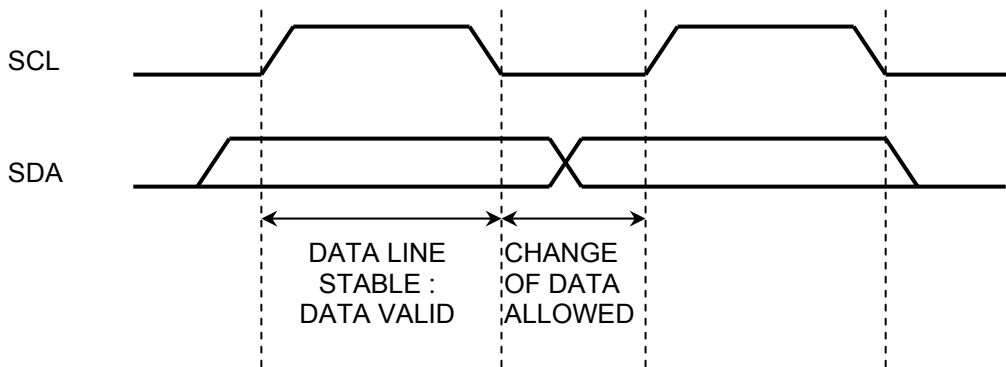 SCL
SDA
DATA LINE
STABLE :
DATA VALID
CHANGE
OF DATA
ALLOWED